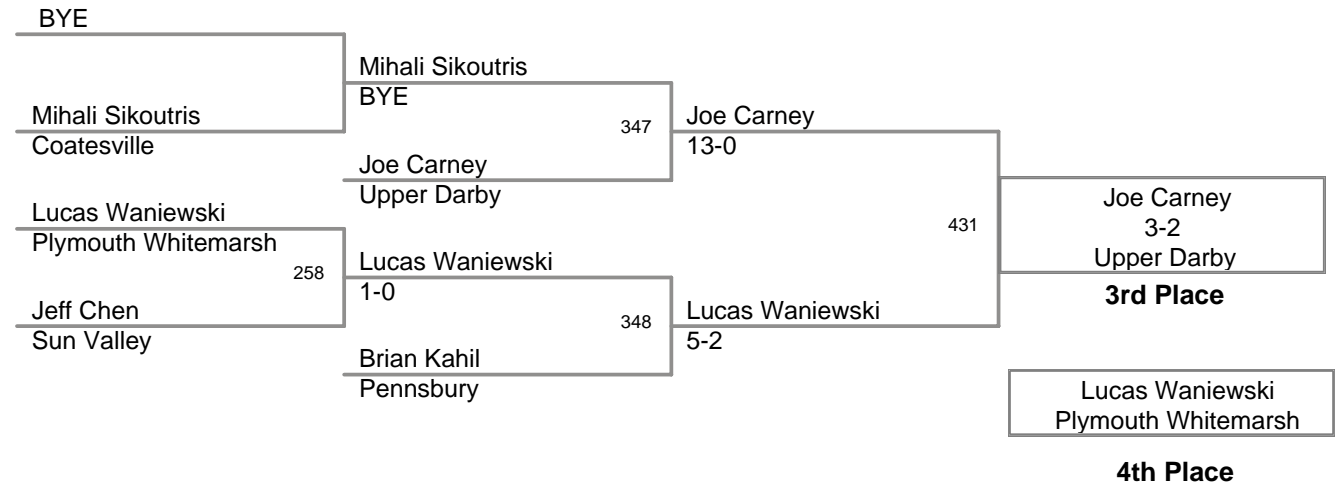 BYE
Mihali Sikoutris
BYE
Mihali Sikoutris
Coatesville
347
Joe Carney
13-0
Joe Carney
Upper Darby
Lucas Waniewski
Plymouth Whitemarsh
258
Lucas Waniewski
1-0
Jeff Chen
Sun Valley
348
Lucas Waniewski
5-2
Brian Kahil
Pennsbury
431
Joe Carney
3-2
Upper Darby
3rd Place
Lucas Waniewski
Plymouth Whitemarsh
4th Place